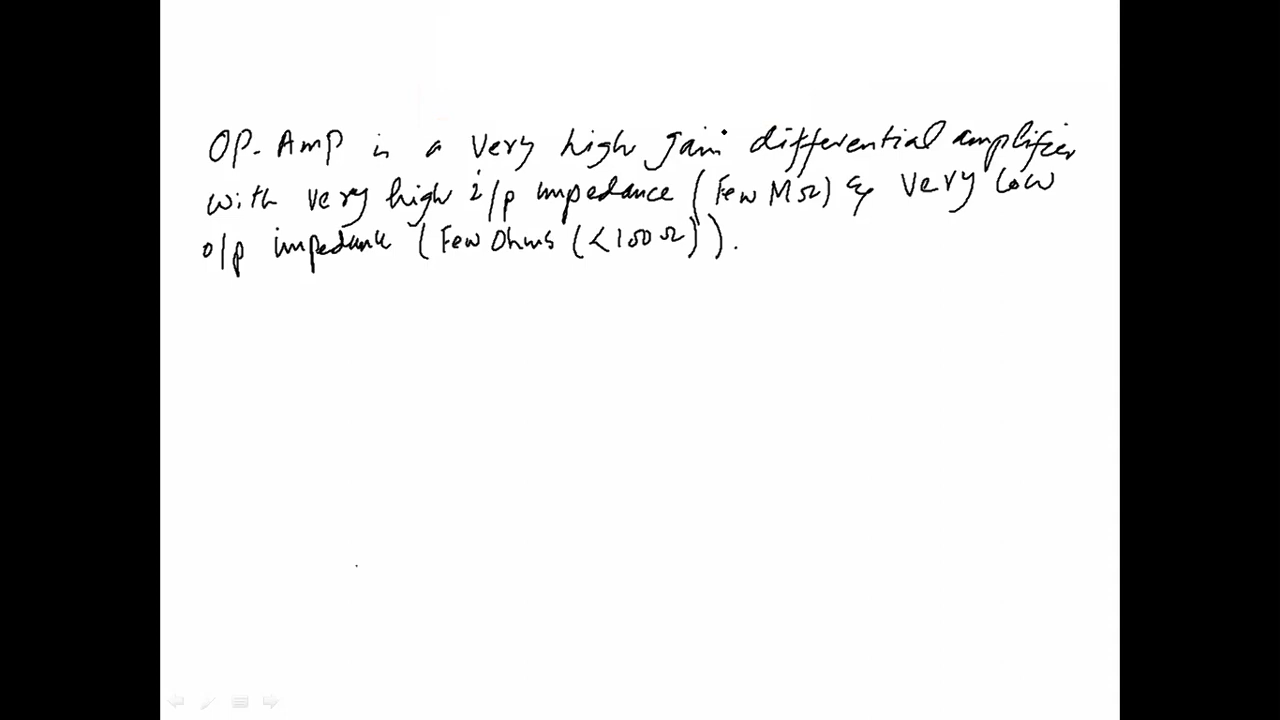 OP-Amp is a very high gain differential amplifier
with very high i/p impedance (Few MΩ) & very low
o/p impedance (Few Ohms (<100Ω)).